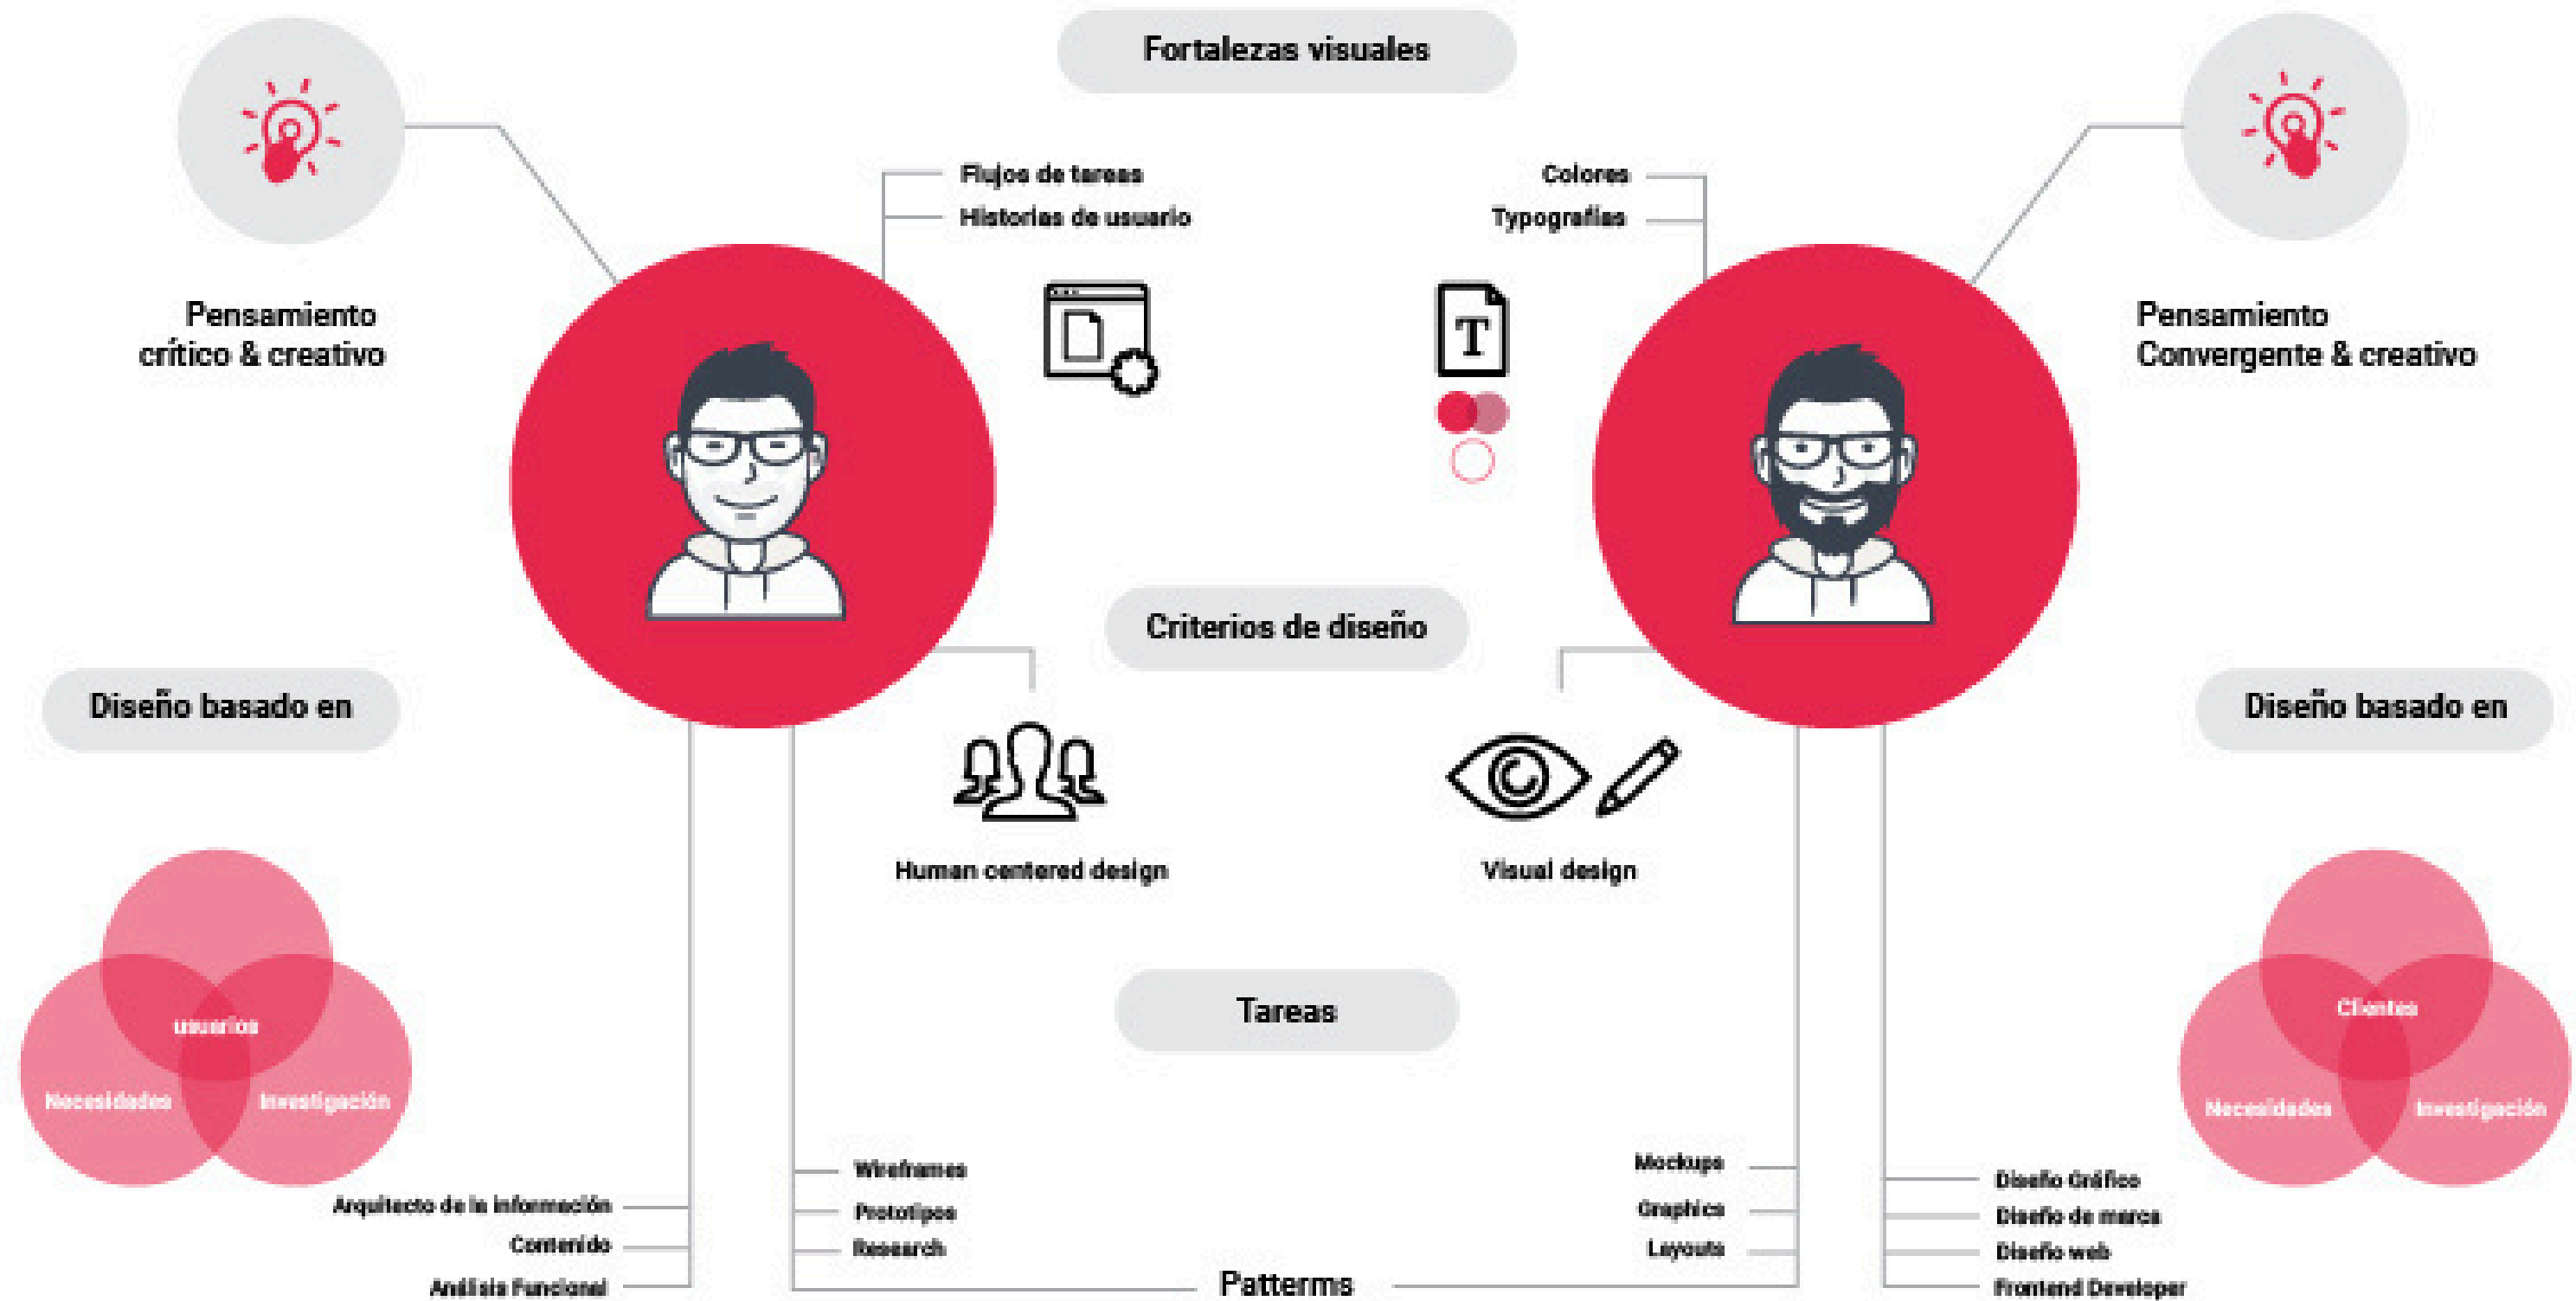 Fortalezas visuales
Flujos de tareas
Historias de usuario
Colores
Typografías
T
Pensamiento
crítico & creativo
Pensamiento
Convergente & creativo
Criterios de diseño
Diseño basado en
Diseño basado en
Human centered design
Visual design
Tareas
usuarios
Necesidades
Investigación
Clientes
Necesidades
Investigación
Arquitecto de la información
Contenido
Análisis Funcional
Wireframes
Prototipos
Research
Patterms
Mockups
Graphics
Layouts
Diseño Gráfico
Diseño de marca
Diseño web
Frontend Developer